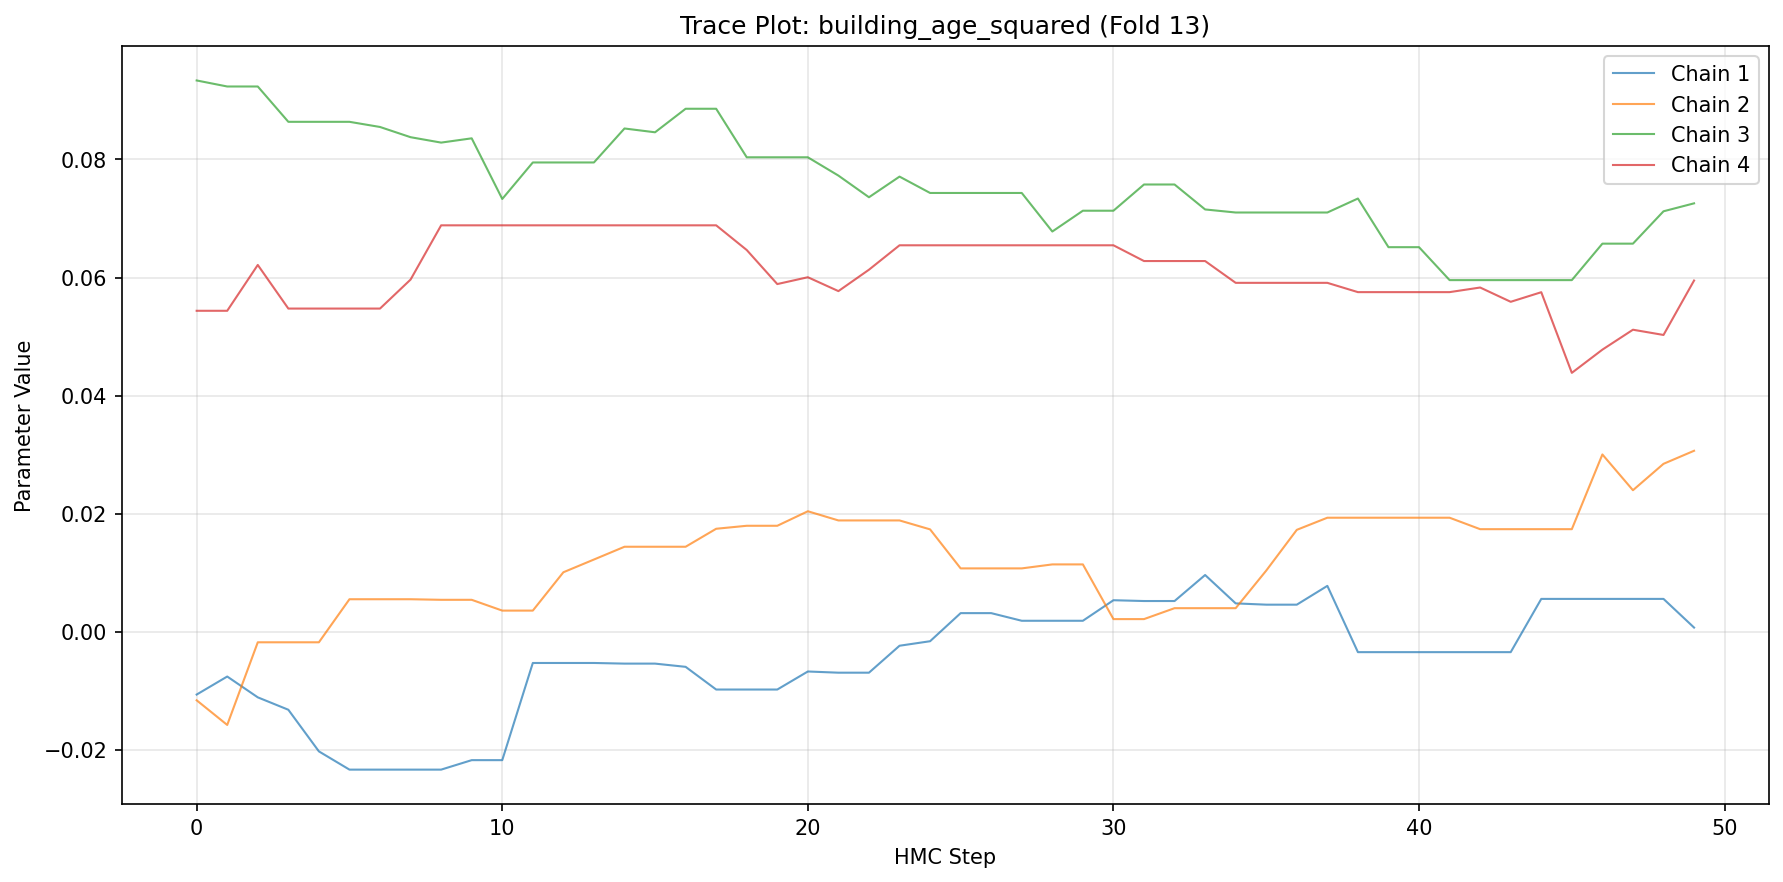 Trace Plot: building_age_squared (Fold 13)
Chain 1
Chain 2
Chain 3
Chain 4
Parameter Value
0.08
0.06
0.04
0.02
0.00
−0.02
0 10 20 30 40 50
HMC Step